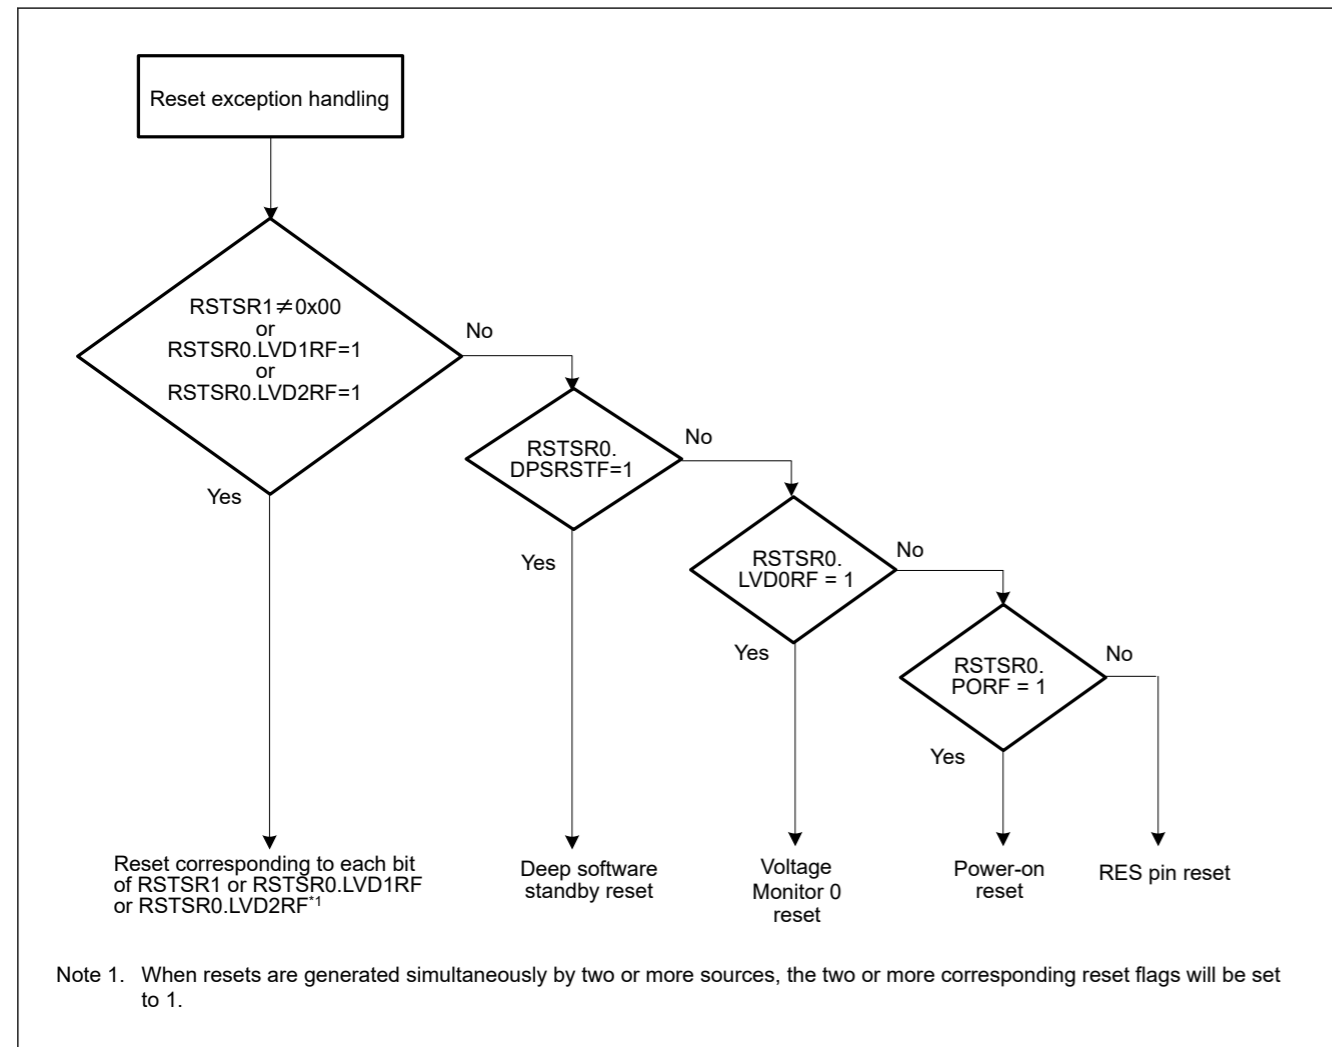 Reset exception handling
RSTSR1≠0x00
or
RSTSR0.LVD1RF=1
or
RSTSR0.LVD2RF=1
No
Yes
RSTSR0.
DPSRSTF=1
No
Yes
RSTSR0.
LVD0RF = 1
No
Yes
RSTSR0.
PORF = 1
No
Yes
Reset corresponding to each bit
of RSTSR1 or RSTSR0.LVD1RF
or RSTSR0.LVD2RF*1
Deep software
standby reset
Voltage
Monitor 0
reset
Power-on
reset
RES pin reset
Note 1. When resets are generated simultaneously by two or more sources, the two or more corresponding reset flags will be set
to 1.